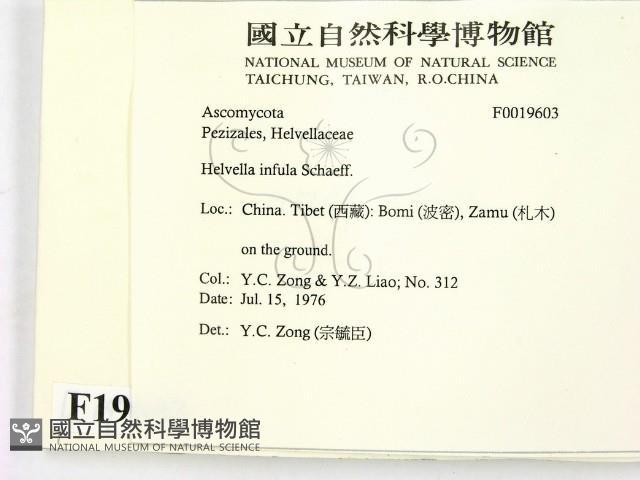 國立自然科學博物館
NATIONAL MUSEUM OF NATURAL SCIENCE
TAICHUNG, TAIWAN, R.O.CHINA
Ascomycota F0019603
Pezizales, Helvellaceae
Helvella infula Schaeff.
Loc.: China. Tibet (西藏): Bomi (波密), Zamu (札木)
on the ground.
Col.: Y.C. Zong & Y.Z. Liao; No. 312
Date: Jul. 15, 1976
Det.: Y.C. Zong (宗毓臣)
F19
國立自然科學博物館
NATIONAL MUSEUM OF NATURAL SCIENCE